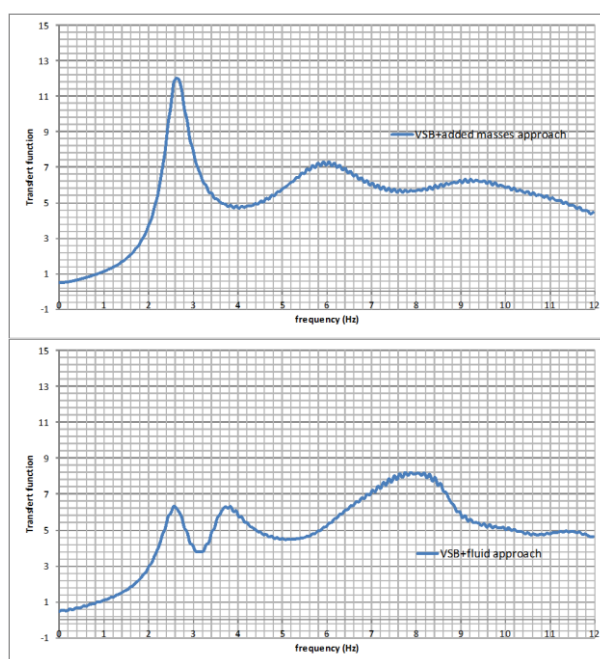 15
13
11
9
7
5
3
1
-1
Transfert function
VSB+added masses approach
0 1 2 3 4 5 6 7 8 9 10 11 12
frequency (Hz)
15
13
11
9
7
5
3
1
-1
Transfert function
VSB+fluid approach
0 1 2 3 4 5 6 7 8 9 10 11 12
frequency (Hz)